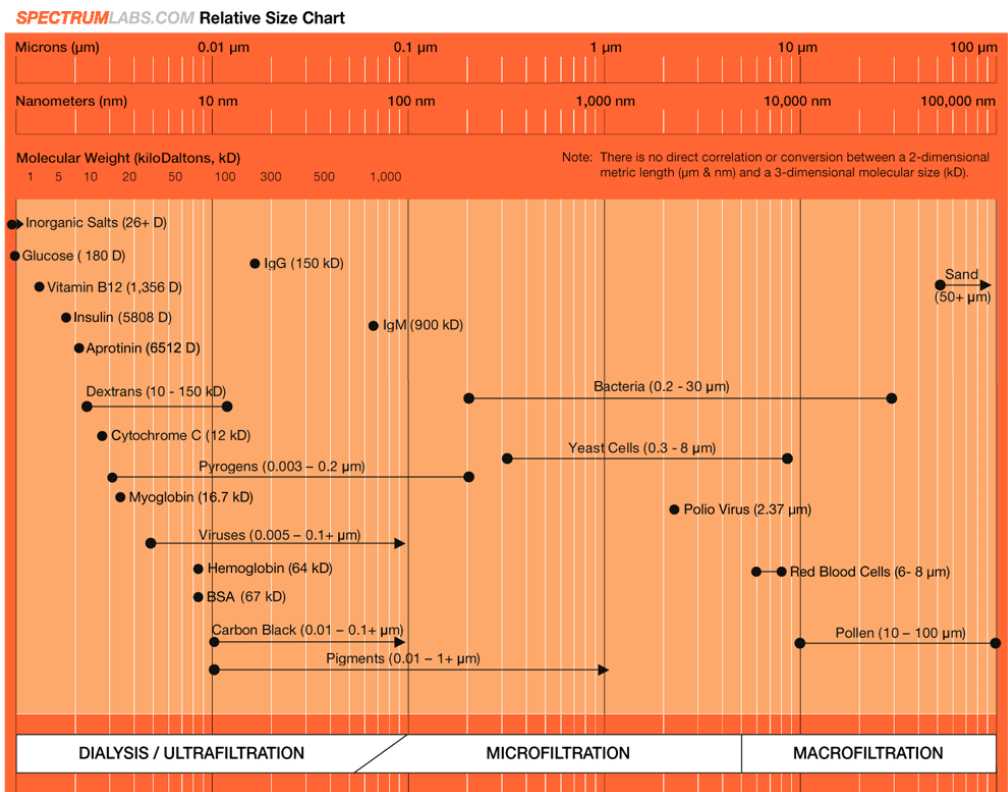 SPECTRUMLABS.COM Relative Size Chart
Microns (µm) 0.01 µm 0.1 µm 1 µm 10 µm 100 µm
Nanometers (nm) 10 nm 100 nm 1,000 nm 10,000 nm 100,000 nm
Molecular Weight (kiloDaltons, kD)
1 5 10 20 50 100 300 500 1,000
Note: There is no direct correlation or conversion between a 2-dimensional
metric length (µm & nm) and a 3-dimensional molecular size (kD).
Inorganic Salts (26+ D)
Glucose ( 180 D)
IgG (150 kD)
Sand
(50+ µm)
Vitamin B12 (1,356 D)
Insulin (5808 D)
IgM (900 kD)
Aprotinin (6512 D)
Dextrans (10 - 150 kD)
Bacteria (0.2 - 30 µm)
Cytochrome C (12 kD)
Yeast Cells (0.3 - 8 µm)
Pyrogens (0.003 – 0.2 µm)
Myoglobin (16.7 kD)
Polio Virus (2.37 µm)
Viruses (0.005 – 0.1+ µm)
Hemoglobin (64 kD)
Red Blood Cells (6- 8 µm)
BSA (67 kD)
Carbon Black (0.01 – 0.1+ µm)
Pollen (10 – 100 µm)
Pigments (0.01 – 1+ µm)
DIALYSIS / ULTRAFILTRATION MICROFILTRATION MACROFILTRATION